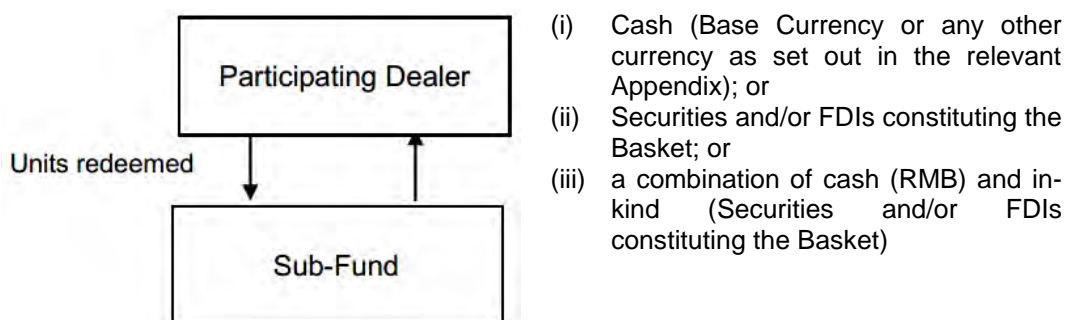 Participating Dealer
Units redeemed
Sub-Fund
(i) Cash (Base Currency or any other
currency as set out in the relevant
Appendix); or
(ii) Securities and/or FDIs constituting the
Basket; or
(iii) a combination of cash (RMB) and in-
kind (Securities and/or FDIs
constituting the Basket)